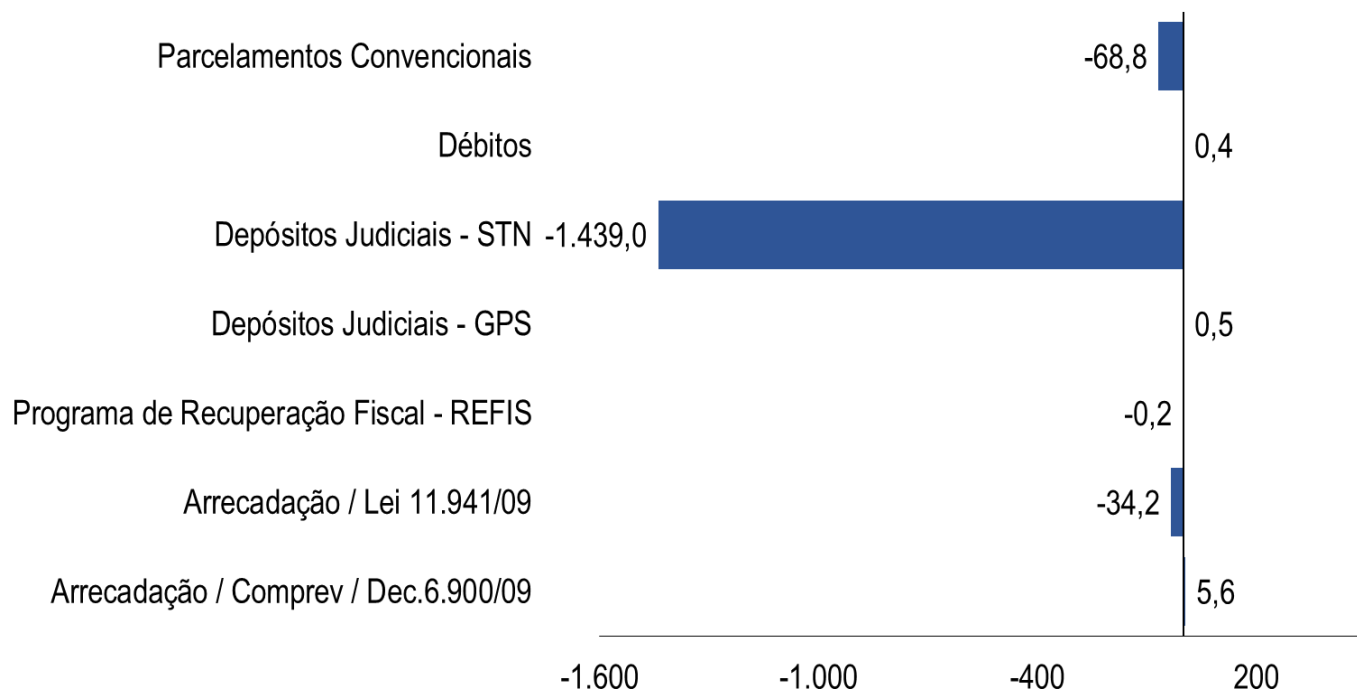 Parcelamentos Convencionais -68,8
Débitos 0,4
Depósitos Judiciais - STN -1.439,0
Depósitos Judiciais - GPS 0,5
Programa de Recuperação Fiscal - REFIS -0,2
Arrecadação / Lei 11.941/09 -34,2
Arrecadação / Comprev / Dec.6.900/09 5,6
-1.600 -1.000 -400 200